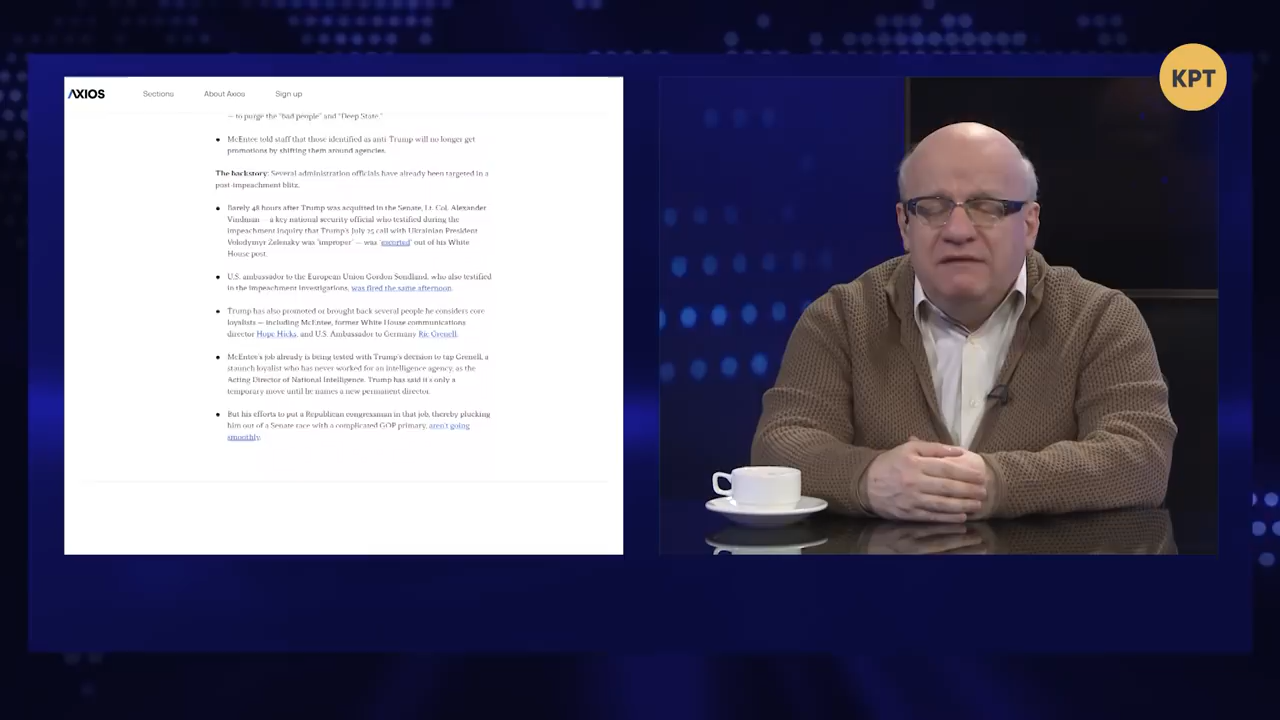 AXIOS
Sections
About Axios
Sign up
— to purge the "bad people" and "Deep State."
McEntee told staff that those identified as anti-Trump will no longer get
promotions by shifting them around agencies.
The backstory: Several administration officials have already been targeted in a
post-impeachment blitz.
Barely 48 hours after Trump was acquitted in the Senate, Lt. Col. Alexander
Vindman — a key national security official who testified during the
impeachment inquiry that Trump's July 25 call with Ukrainian President
Volodymyr Zelensky was "improper" — was "escorted" out of his White
House post.
U.S. ambassador to the European Union Gordon Sondland, who also testified
in the impeachment investigations, was fired the same afternoon.
Trump has also promoted or brought back several people he considers core
loyalists — including McEntee, former White House communications
director Hope Hicks, and U.S. Ambassador to Germany Ric Grenell.
McEntee's job already is being tested with Trump's decision to tap Grenell, a
staunch loyalist who has never worked for an intelligence agency, as the
Acting Director of National Intelligence. Trump has said it's only a
temporary move until he names a new permanent director.
But his efforts to put a Republican congressman in that job, thereby plucking
him out of a Senate race with a complicated GOP primary, aren't going
smoothly.
КРТ